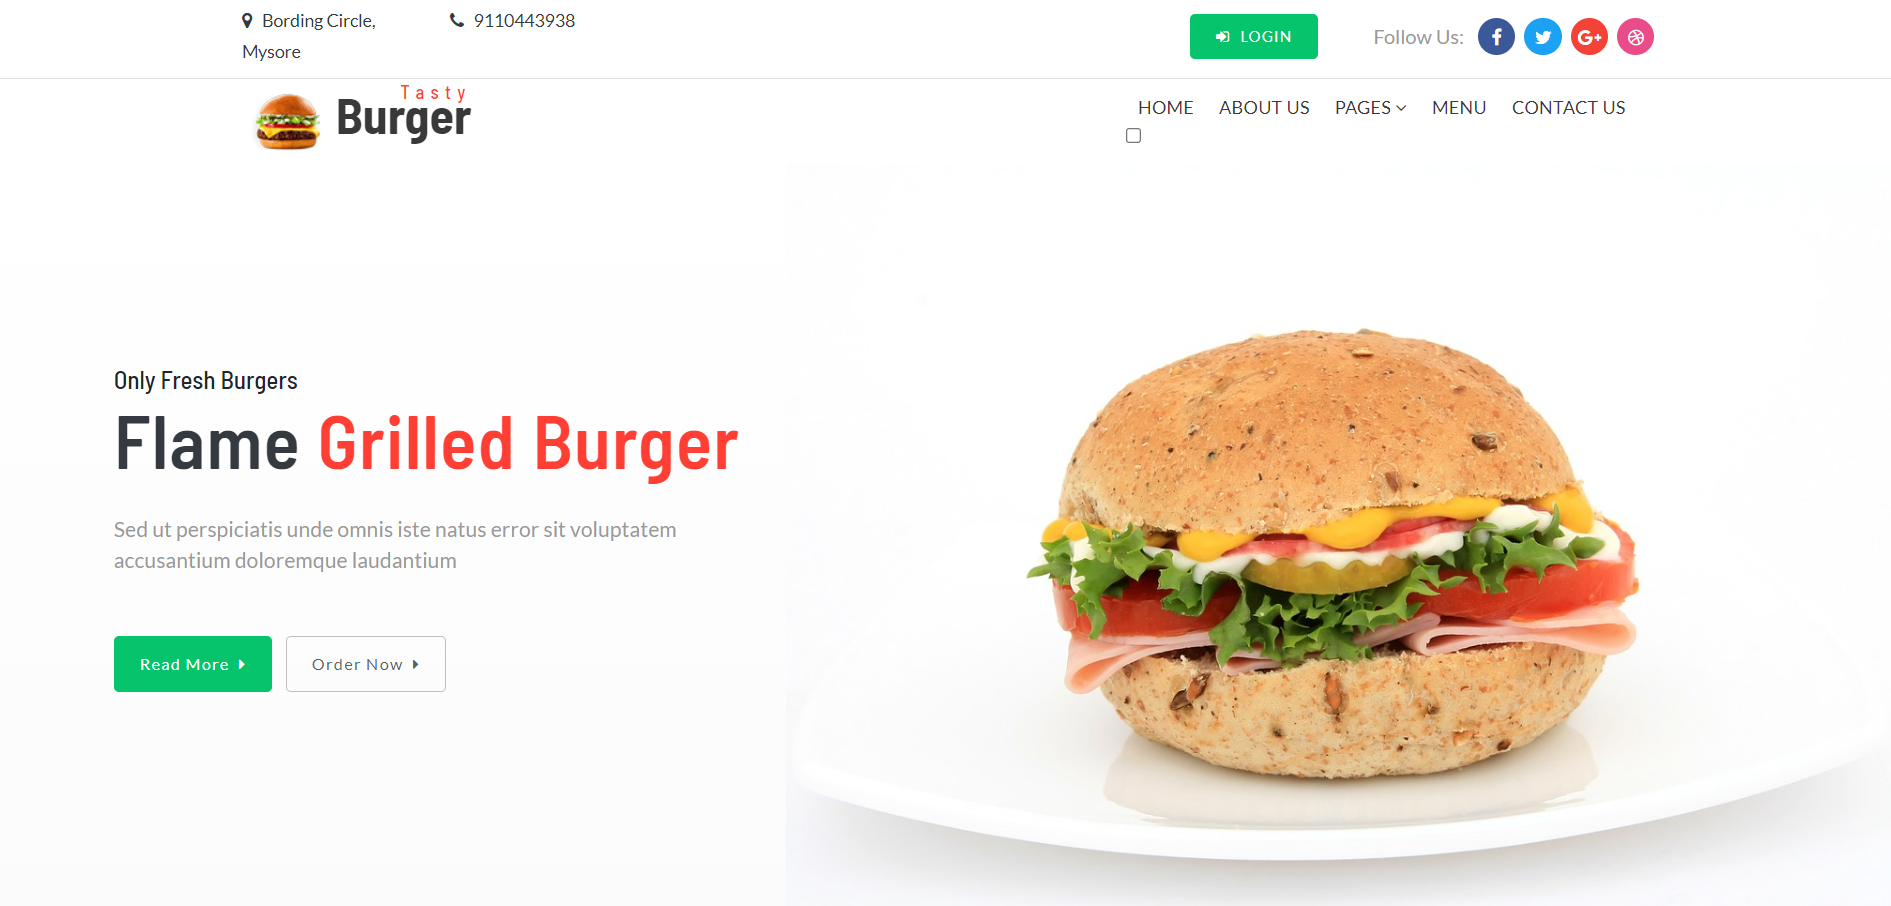 Bording Circle,
Mysore
9110443938
LOGIN
Follow Us:
Tasty
Burger
HOME ABOUT US PAGES MENU CONTACT US
Only Fresh Burgers
Flame Grilled Burger
Sed ut perspiciatis unde omnis iste natus error sit voluptatem
accusantium doloremque laudantium
Read More
Order Now